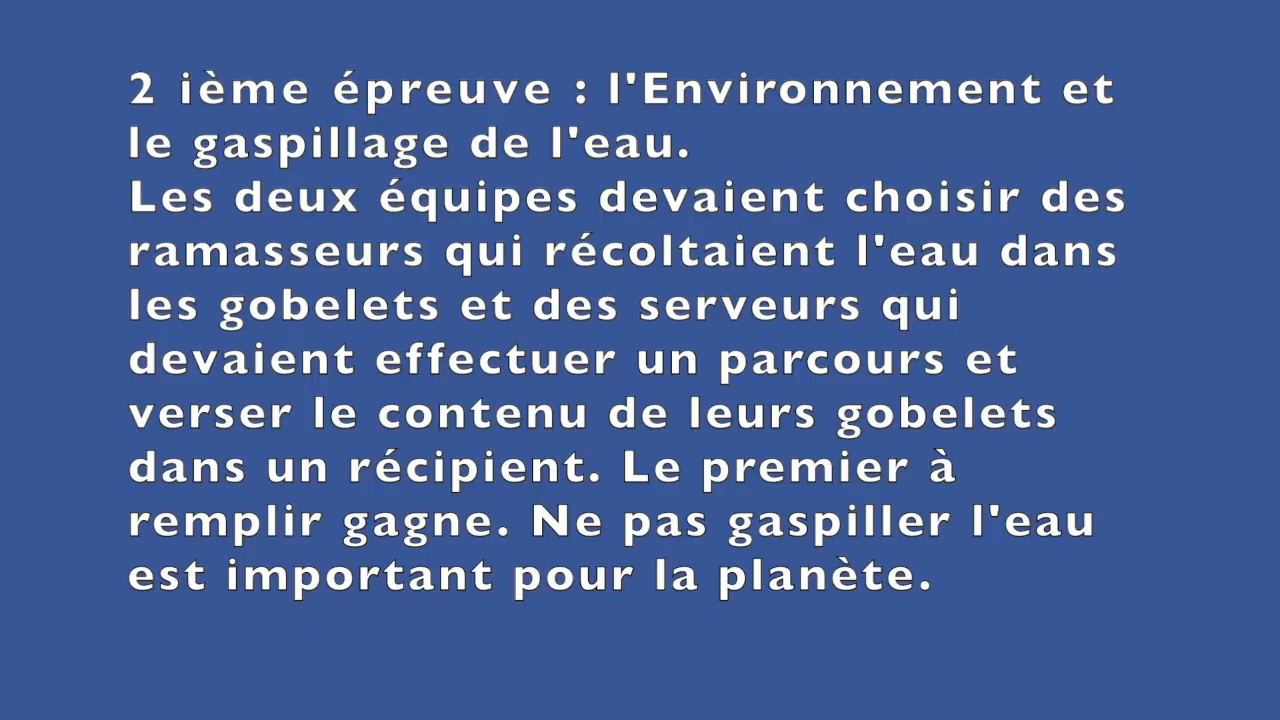 2 ième épreuve : l'Environnement et
le gaspillage de l'eau.
Les deux équipes devaient choisir des
ramasseurs qui récoltaient l'eau dans
les gobelets et des serveurs qui
devaient effectuer un parcours et
verser le contenu de leurs gobelets
dans un récipient. Le premier à
remplir gagne. Ne pas gaspiller l'eau
est important pour la planète.